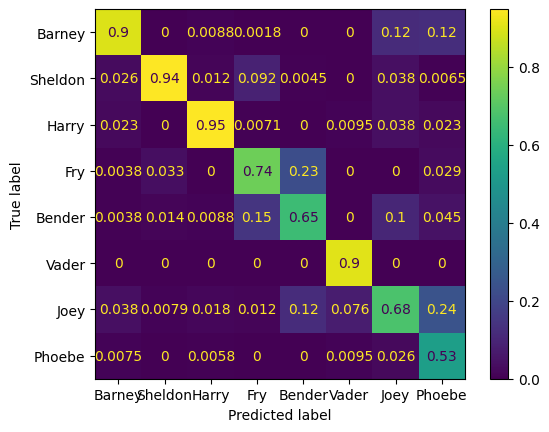 Barney 0.9 0 0.0088 0.0018 0 0 0.12 0.12
Sheldon 0.026 0.94 0.012 0.092 0.0045 0 0.038 0.0065
Harry 0.023 0 0.95 0.0071 0 0.0095 0.038 0.023
Fry 0.0038 0.033 0 0.74 0.23 0 0 0.029
Bender 0.0038 0.014 0.0088 0.15 0.65 0 0.1 0.045
Vader 0 0 0 0 0 0.9 0 0
Joey 0.038 0.0079 0.018 0.012 0.12 0.076 0.68 0.24
Phoebe 0.0075 0 0.0058 0 0 0.0095 0.026 0.53
Barney Sheldon Harry Fry Bender Vader Joey Phoebe
Predicted label
True label
0.8
0.6
0.4
0.2
0.0